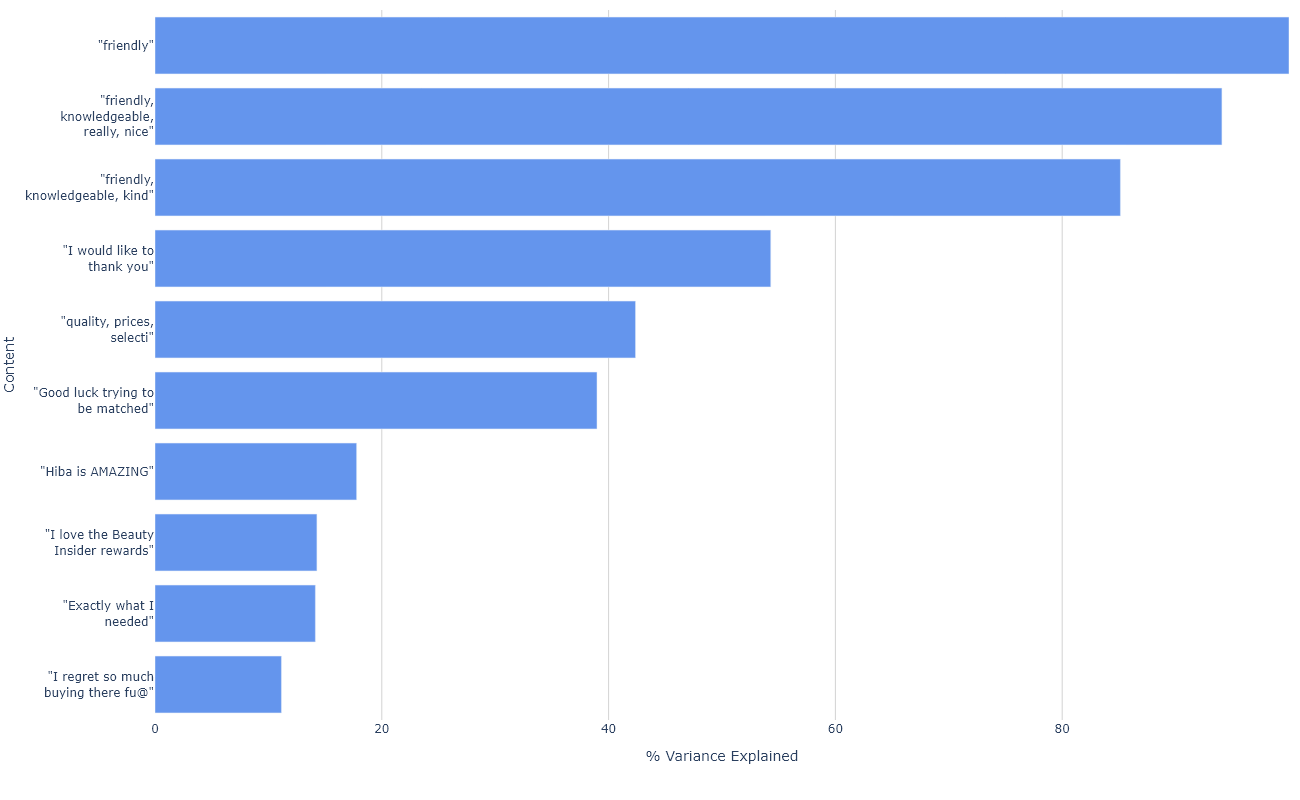 "friendly"
"friendly,
knowledgeable,
really, nice"
"friendly,
knowledgeable, kind"
"I would like to
thank you"
"quality, prices,
selecti"
"Good luck trying to
be matched"
"Hiba is AMAZING"
"I love the Beauty
Insider rewards"
"Exactly what I
needed"
"I regret so much
buying there fu@"
Content
0 20 40 60 80
% Variance Explained